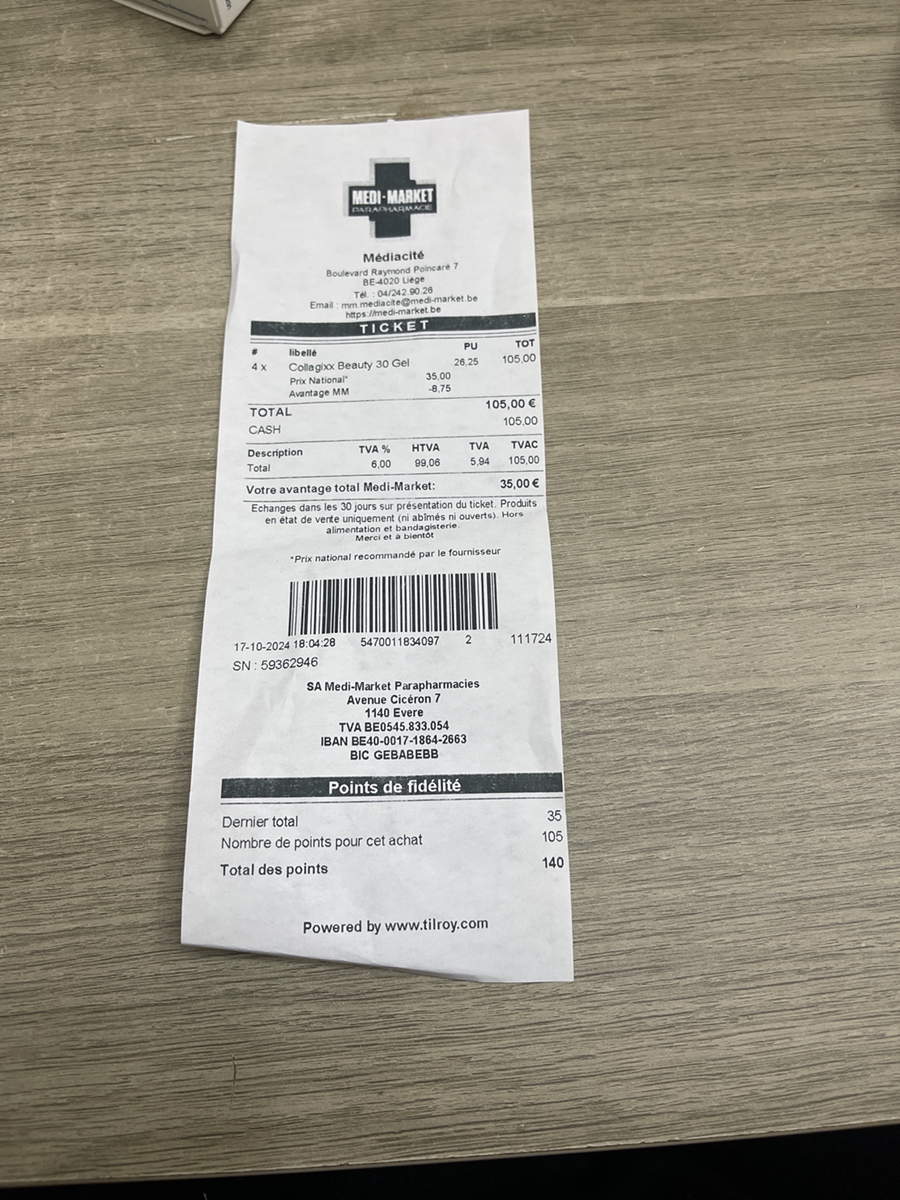 MEDI-MARKET
PARAPHARMACIE
Médiacité
Boulevard Raymond Poincaré 7
BE-4020 Liège
Tél. : 04/242.90.26
Email : mm.mediacite@medi-market.be
https://medi-market.be
TICKET
# libellé PU TOT
4 x Collagixx Beauty 30 Gel 26,25 105,00
Prix National* 35,00
Avantage MM -8,75
TOTAL 105,00 €
CASH 105,00
Description TVA % HTVA TVA TVAC
Total 6,00 99,06 5,94 105,00
Votre avantage total Medi-Market: 35,00 €
Echanges dans les 30 jours sur présentation du ticket. Produits
en état de vente uniquement (ni abîmés ni ouverts). Hors
alimentation et bandagisterie.
Merci et à bientôt
*Prix national recommandé par le fournisseur
17-10-2024 18:04:28 5470011834097 2 111724
SN : 59362946
SA Medi-Market Parapharmacies
Avenue Cicéron 7
1140 Evere
TVA BE0545.833.054
IBAN BE40-0017-1864-2663
BIC GEBABEBB
Points de fidélité
Dernier total 35
Nombre de points pour cet achat 105
Total des points 140
Powered by www.tilroy.com